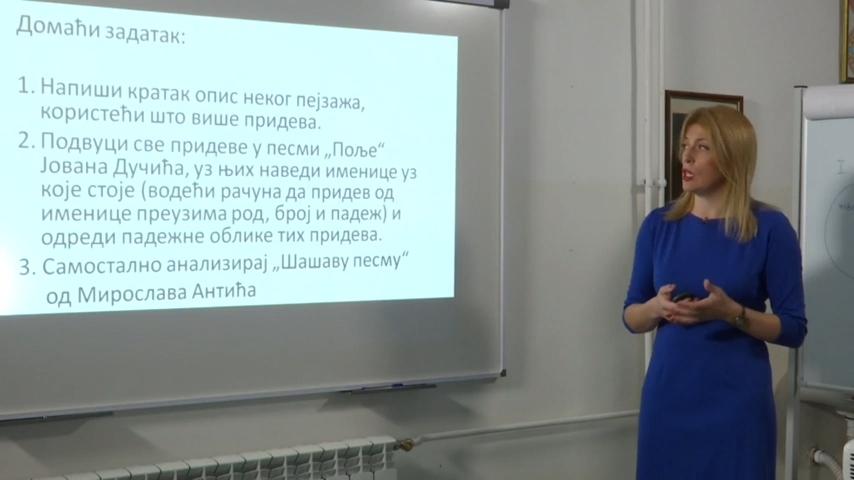 Домаћи задатак:
1. Напиши кратак опис неког пејзажа,
користећи што више придева.
2. Подвуци све придеве у песми „Поље“
Јована Дучића, уз њих наведи именице уз
које стоје (водећи рачуна да придев од
именице преузима род, број и падеж) и
одреди падежне облике тих придева.
3. Самостално анализирај „Шашаву песму“
од Мирослава Антића